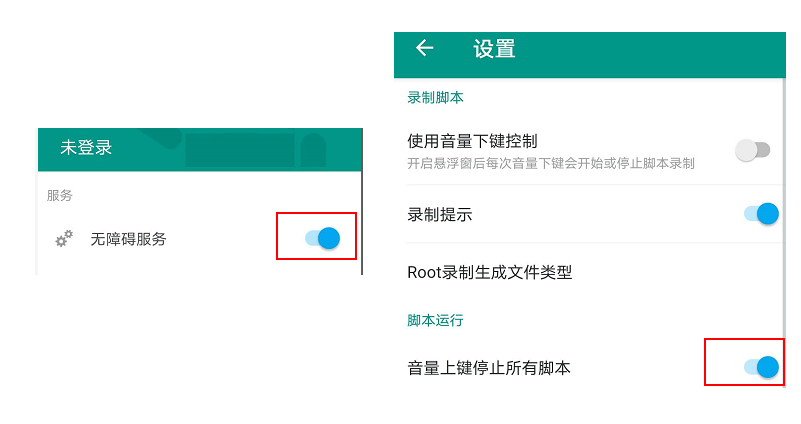 未登录
服务
无障碍服务
设置
录制脚本
使用音量下键控制
开启悬浮窗后每次音量下键会开始或停止脚本录制
录制提示
Root录制生成文件类型
脚本运行
音量上键停止所有脚本